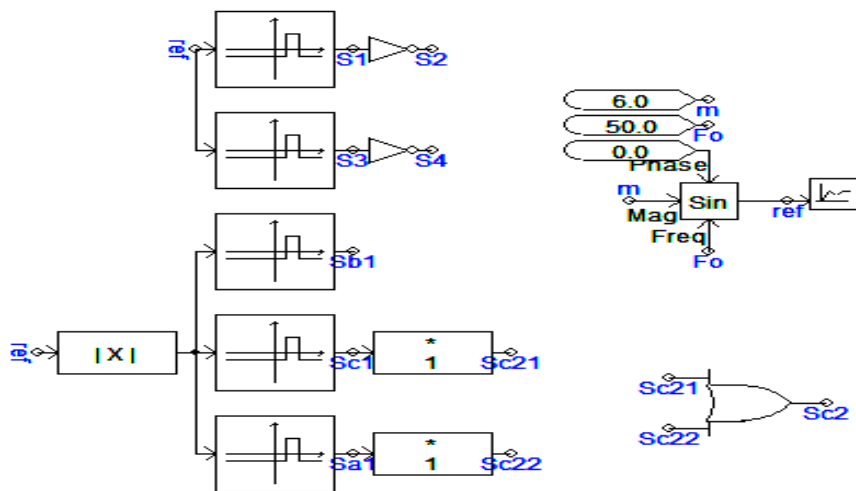 ref
S1
S2
S3
S4
6.0
m
50.0
Fo
0.0
Phase
m
Mag
Sin
ref
Freq
Fo
Sb1
ref
|X|
Sc1
*
1
Sc21
Sa1
*
1
Sc22
Sc21
Sc22
Sc2